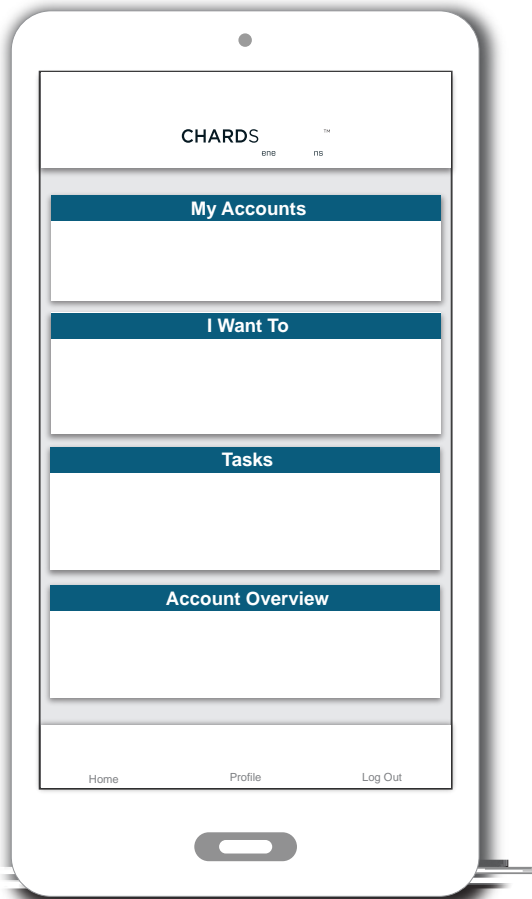 CHARDS ™
ene ns
My Accounts
I Want To
Tasks
Account Overview
Home Profile Log Out